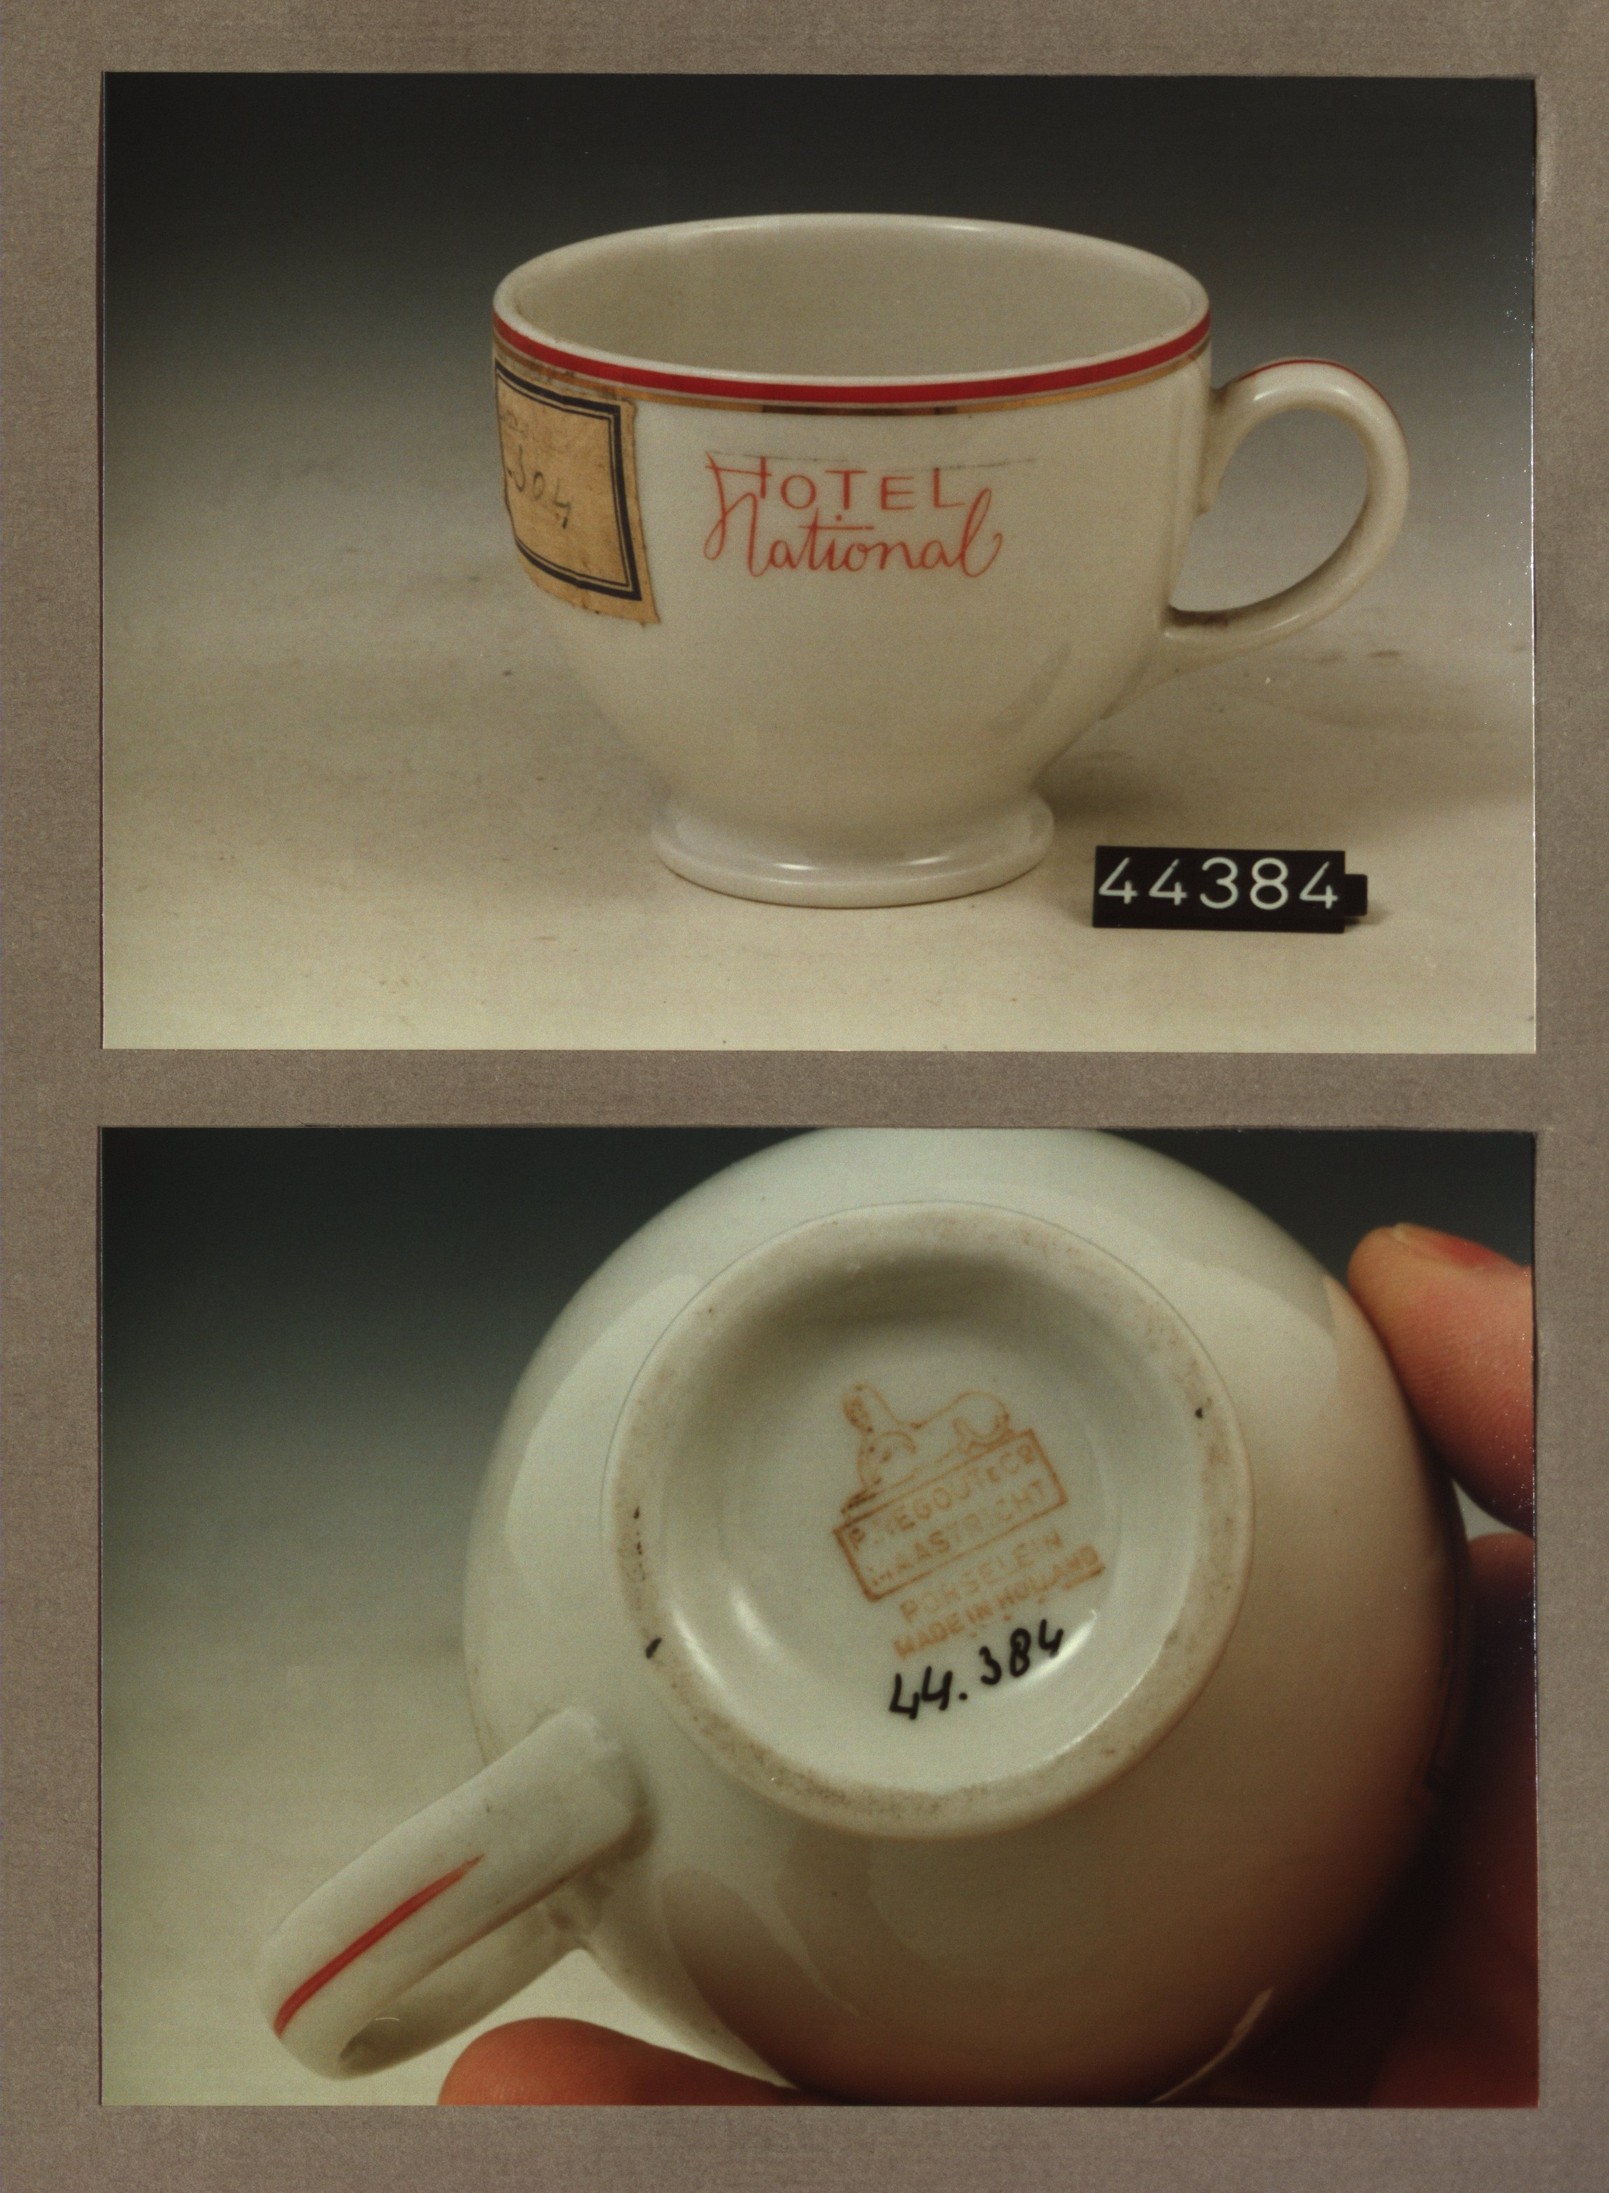 HOTEL
National
44384
P. REGOUT & Co
MAASTRICHT
PORSELEIN
MADE IN HOLLAND
44.384